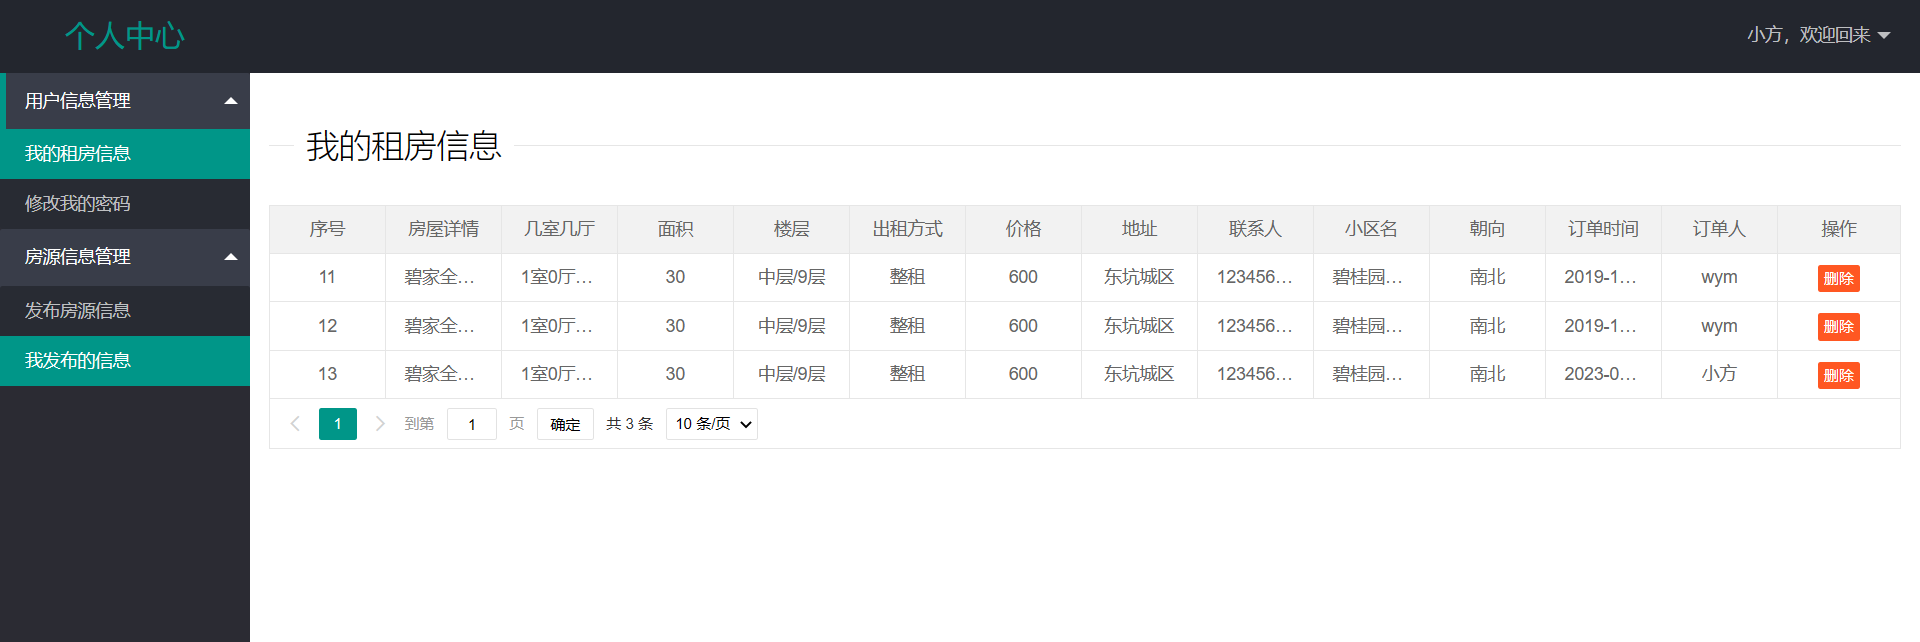 个人中心
小方，欢迎回来
用户信息管理
我的租房信息
修改我的密码
房源信息管理
发布房源信息
我发布的信息
我的租房信息
序号 房屋详情 几室几厅 面积 楼层 出租方式 价格 地址 联系人 小区名 朝向 订单时间 订单人 操作
11 碧家全… 1室0厅… 30 中层/9层 整租 600 东坑城区 123456… 碧桂园… 南北 2019-1… wym 删除
12 碧家全… 1室0厅… 30 中层/9层 整租 600 东坑城区 123456… 碧桂园… 南北 2019-1… wym 删除
13 碧家全… 1室0厅… 30 中层/9层 整租 600 东坑城区 123456… 碧桂园… 南北 2023-0… 小方 删除
1 到第 1 页 确定 共 3 条 10 条/页